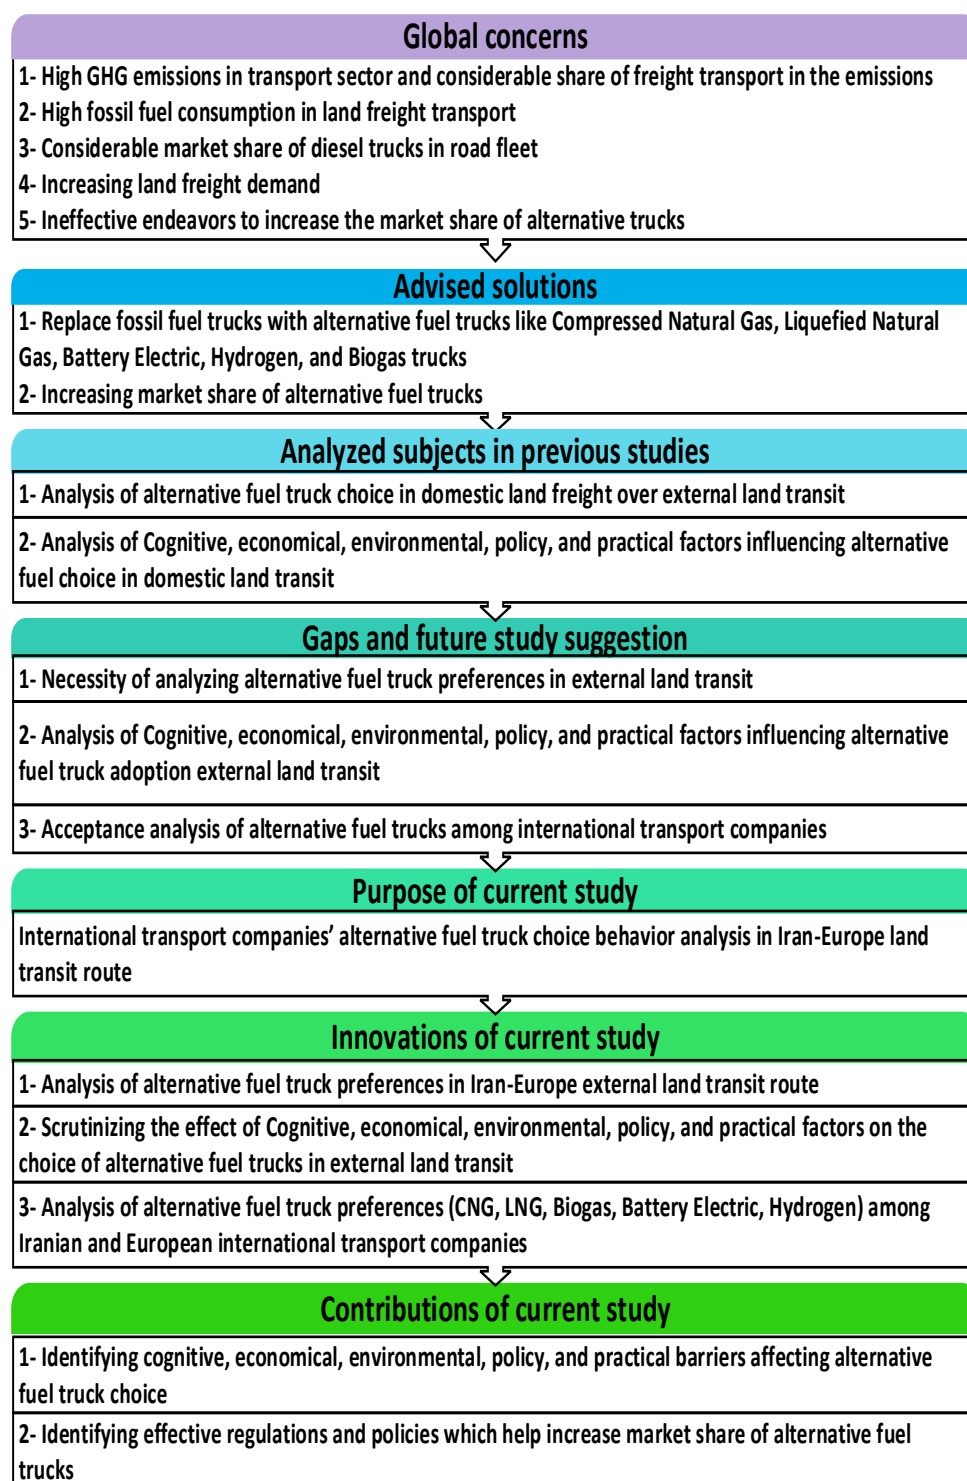 Global concerns
1- High GHG emissions in transport sector and considerable share of freight transport in the emissions
2- High fossil fuel consumption in land freight transport
3- Considerable market share of diesel trucks in road fleet
4- Increasing land freight demand
5- Ineffective endeavors to increase the market share of alternative trucks
Advised solutions
1- Replace fossil fuel trucks with alternative fuel trucks like Compressed Natural Gas, Liquefied Natural
Gas, Battery Electric, Hydrogen, and Biogas trucks
2- Increasing market share of alternative fuel trucks
Analyzed subjects in previous studies
1- Analysis of alternative fuel truck choice in domestic land freight over external land transit
2- Analysis of Cognitive, economical, environmental, policy, and practical factors influencing alternative
fuel choice in domestic land transit
Gaps and future study suggestion
1- Necessity of analyzing alternative fuel truck preferences in external land transit
2- Analysis of Cognitive, economical, environmental, policy, and practical factors influencing alternative
fuel truck adoption external land transit
3- Acceptance analysis of alternative fuel trucks among international transport companies
Purpose of current study
International transport companies’ alternative fuel truck choice behavior analysis in Iran-Europe land
transit route
Innovations of current study
1- Analysis of alternative fuel truck preferences in Iran-Europe external land transit route
2- Scrutinizing the effect of Cognitive, economical, environmental, policy, and practical factors on the
choice of alternative fuel trucks in external land transit
3- Analysis of alternative fuel truck preferences (CNG, LNG, Biogas, Battery Electric, Hydrogen) among
Iranian and European international transport companies
Contributions of current study
1- Identifying cognitive, economical, environmental, policy, and practical barriers affecting alternative
fuel truck choice
2- Identifying effective regulations and policies which help increase market share of alternative fuel
trucks